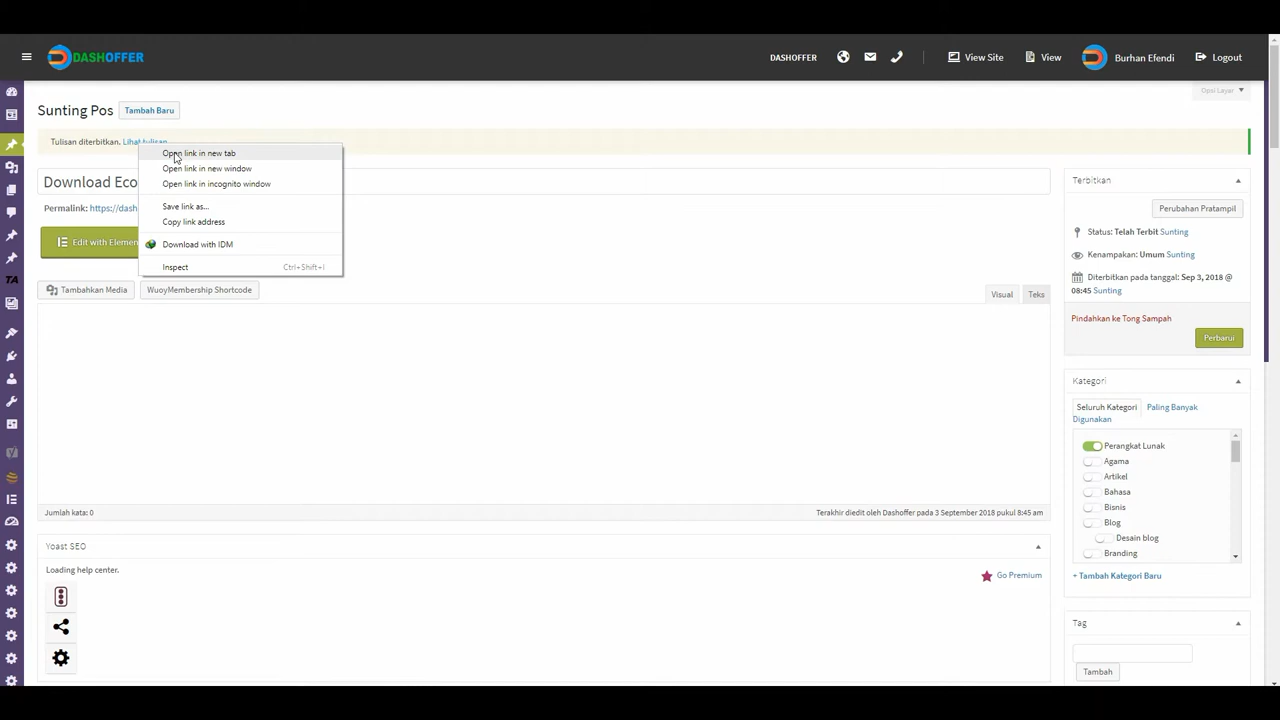 DASHOFFER
DASHOFFER
View Site
View
Burhan Efendi
Logout
Sunting Pos
Tambah Baru
Opsi Layar
Tulisan diterbitkan. Lihat tulisan
Open link in new tab
Open link in new window
Open link in incognito window
Save link as...
Copy link address
Download with IDM
Inspect Ctrl+Shift+I
Download Eco
Permalink: https://dash
Edit with Elemen
Tambahkan Media
WuoyMembership Shortcode
Visual
Teks
Jumlah kata: 0
Terakhir diedit oleh Dashoffer pada 3 September 2018 pukul 8:45 am
Yoast SEO
Loading help center.
Go Premium
Terbitkan
Perubahan Pratampil
Status: Telah Terbit Sunting
Kenampakan: Umum Sunting
Diterbitkan pada tanggal: Sep 3, 2018 @
08:45 Sunting
Pindahkan ke Tong Sampah
Perbarui
Kategori
Seluruh Kategori
Paling Banyak
Digunakan
Perangkat Lunak
Agama
Artikel
Bahasa
Bisnis
Blog
Desain blog
Branding
+ Tambah Kategori Baru
Tag
Tambah
TA